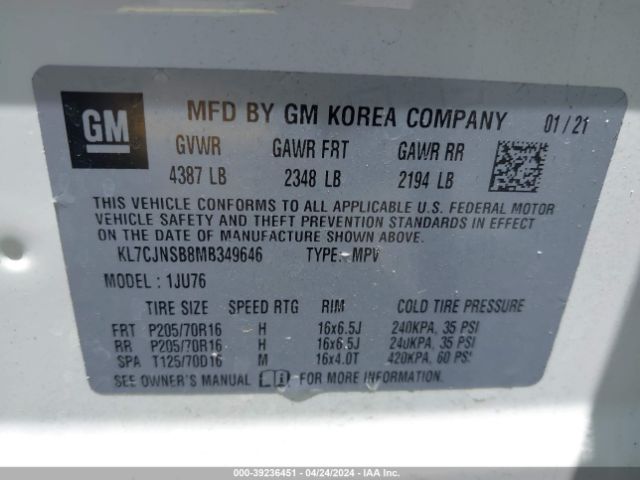 GM MFD BY GM KOREA COMPANY 01/21
GVWR GAWR FRT GAWR RR
4387 LB 2348 LB 2194 LB
THIS VEHICLE CONFORMS TO ALL APPLICABLE U.S. FEDERAL MOTOR
VEHICLE SAFETY AND THEFT PREVENTION STANDARDS IN EFFECT
ON THE DATE OF MANUFACTURE SHOWN ABOVE.
KL7CJNSB8MB349646 TYPE: MPV
MODEL: 1JU76
TIRE SIZE SPEED RTG RIM COLD TIRE PRESSURE
FRT P205/70R16 H 16x6.5J 240KPA, 35 PSI
RR P205/70R16 H 16x6.5J 240KPA, 35 PSI
SPA T125/70D16 M 16x4.0T 420KPA, 60 PSI
SEE OWNER'S MANUAL FOR MORE INFORMATION.
000-39236451 - 04/24/2024 - IAA Inc.